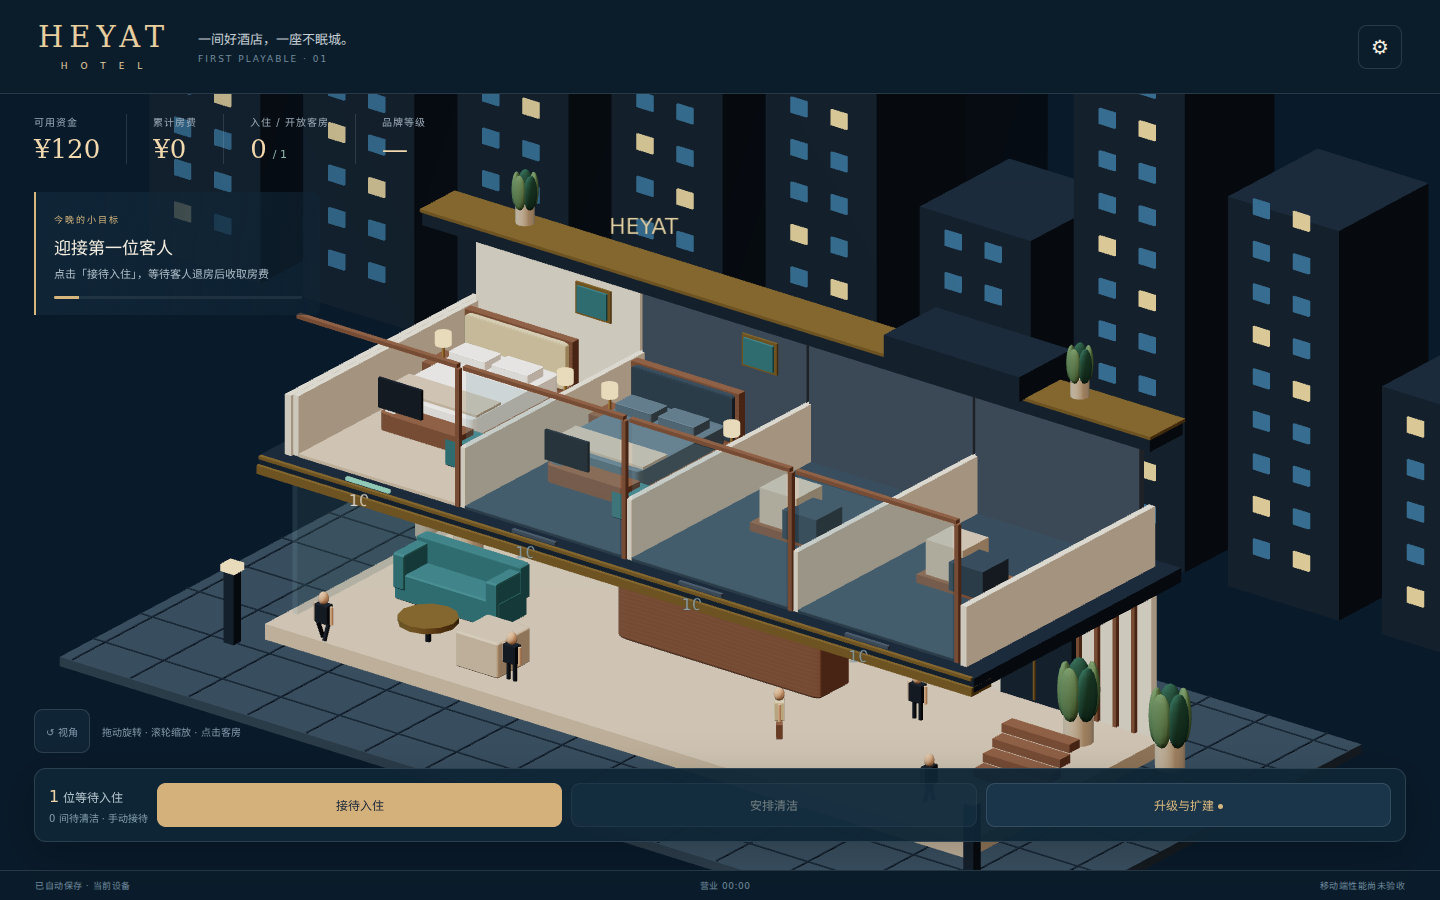 HEYAT
HOTEL
一间好酒店，一座不眠城。
FIRST PLAYABLE · 01
⚙
可用资金
¥120
累计房费
¥0
入住 / 开放客房
0 / 1
品牌等级
—
今晚的小目标
迎接第一位客人
点击「接待入住」，等待客人退房后收取房费
HEYAT
10
10
10
10
↺ 视角
拖动旋转 · 滚轮缩放 · 点击客房
1 位等待入住
0 间待清洁 · 手动接待
接待入住
安排清洁
升级与扩建
已自动保存 · 当前设备
营业 00:00
移动端性能尚未验收